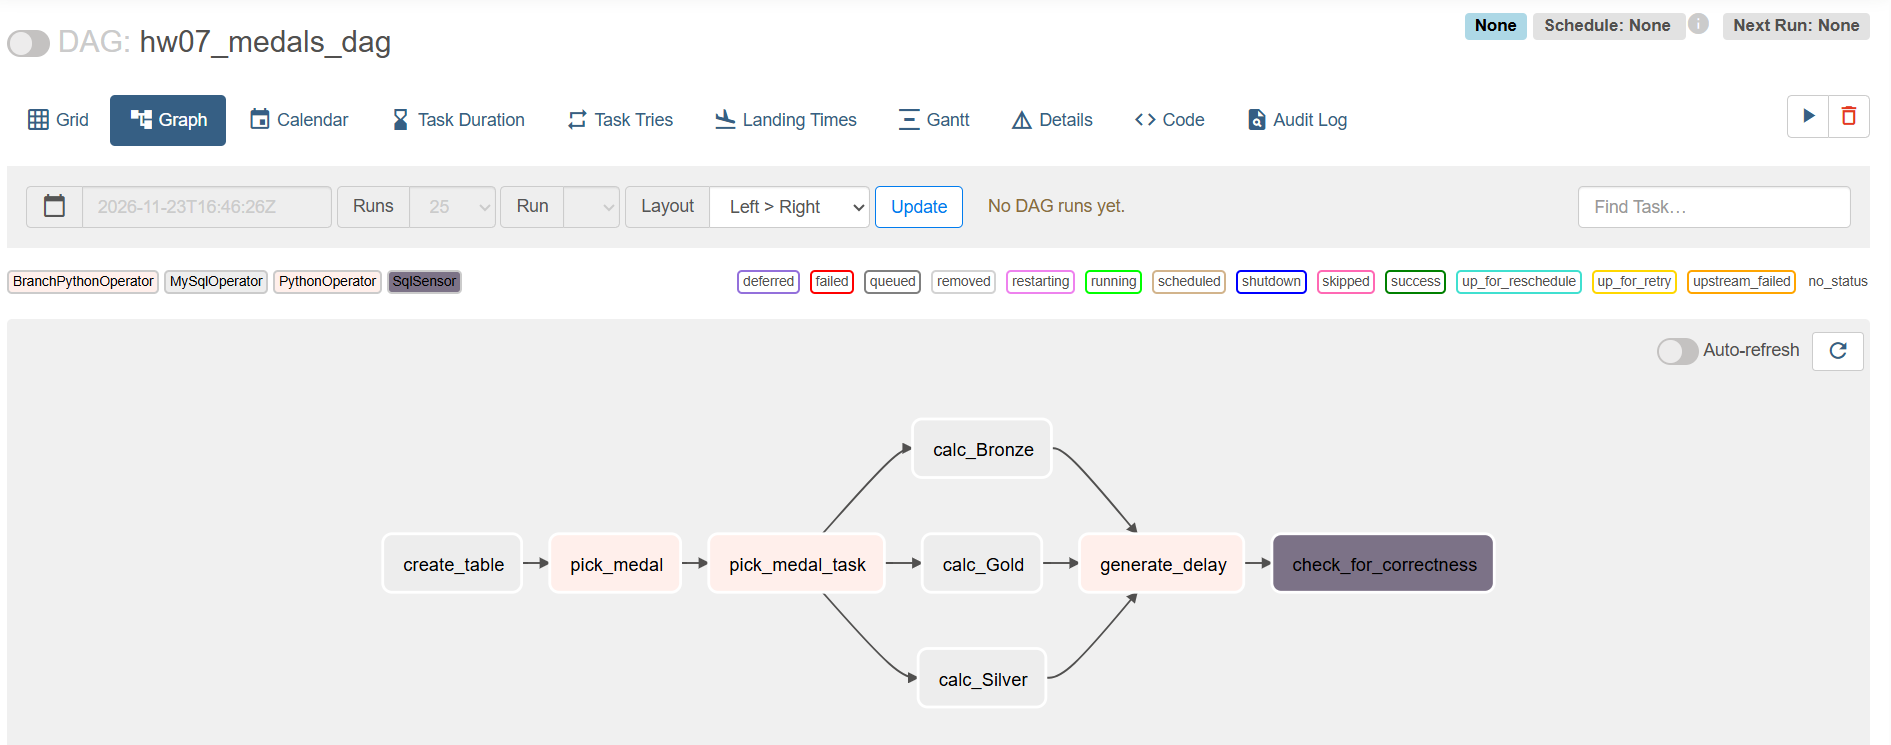 None Schedule: None Next Run: None
DAG: hw07_medals_dag
Grid Graph Calendar Task Duration Task Tries Landing Times Gantt Details Code Audit Log
2026-11-23T16:46:26Z Runs 25 Run Layout Left > Right Update No DAG runs yet. Find Task...
BranchPythonOperator MySqlOperator PythonOperator SqlSensor deferred failed queued removed restarting running scheduled shutdown skipped success up_for_reschedule up_for_retry upstream_failed no_status
Auto-refresh
calc_Bronze
create_table pick_medal pick_medal_task calc_Gold generate_delay check_for_correctness
calc_Silver